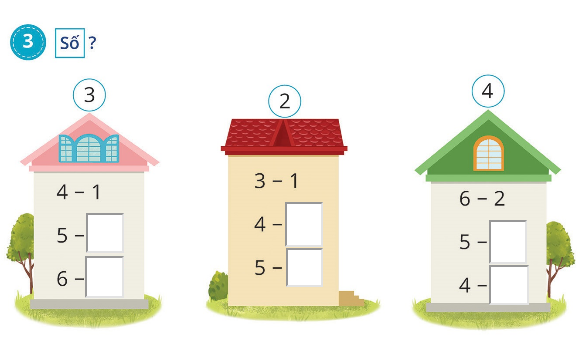 3 Số ?
3
4 – 1
5 –
6 –
2
3 – 1
4 –
5 –
4
6 – 2
5 –
4 –